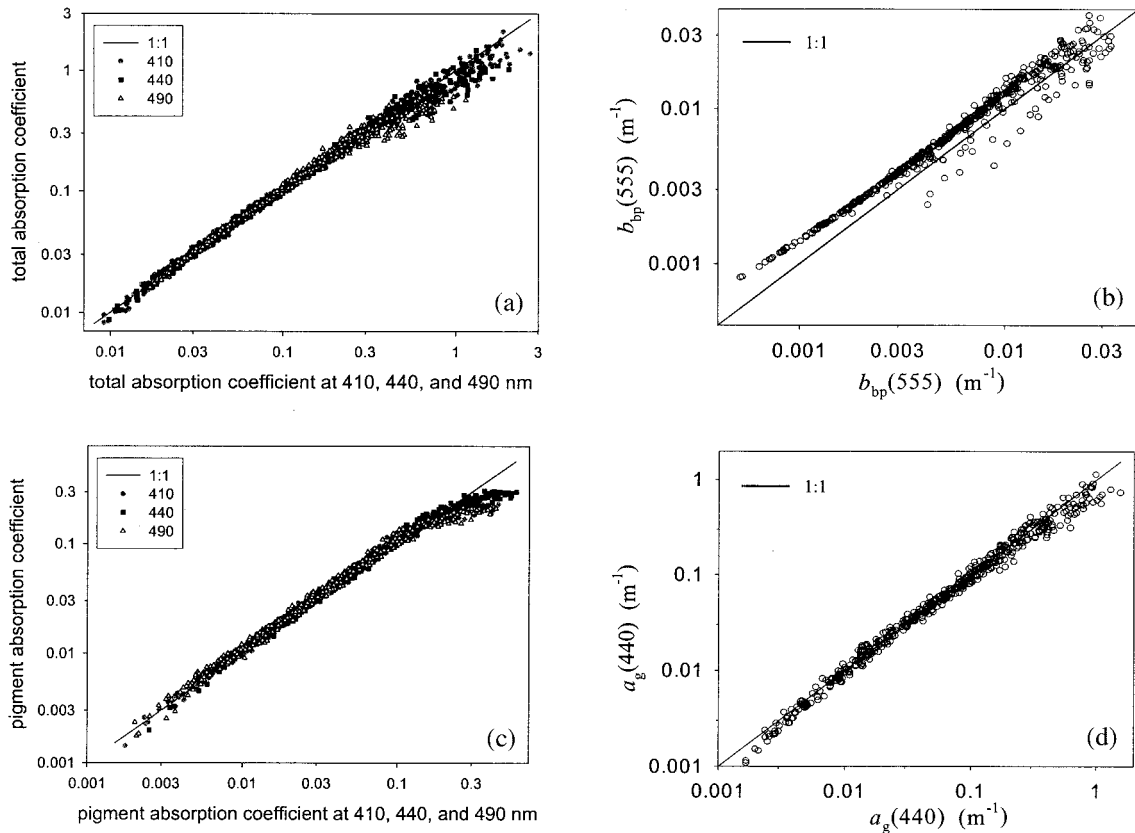 total absorption coefficient
3
1
0.3
0.1
0.03
0.01
1:1
410
440
490
(a)
0.01 0.03 0.1 0.3 1 3
total absorption coefficient at 410, 440, and 490 nm
b_bp(555) (m⁻¹)
0.03
0.01
0.003
0.001
1:1
(b)
0.001 0.003 0.01 0.03
b_bp(555) (m⁻¹)
pigment absorption coefficient
0.3
0.1
0.03
0.01
0.003
0.001
1:1
410
440
490
(c)
0.001 0.003 0.01 0.03 0.1 0.3
pigment absorption coefficient at 410, 440, and 490 nm
a_g(440) (m⁻¹)
1
0.1
0.01
0.001
1:1
(d)
0.001 0.01 0.1 1
a_g(440) (m⁻¹)